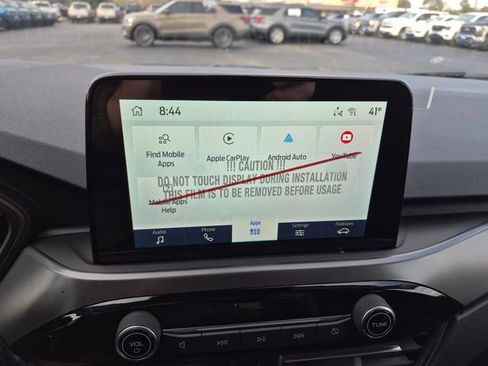 8:44
41°
Find Mobile Apps
Apple CarPlay
Android Auto
YouTube
!!! CAUTION !!!
DO NOT TOUCH DISPLAY DURING INSTALLATION
THIS FILM IS TO BE REMOVED BEFORE USAGE
Mobile Apps
Help
Audio
Phone
Apps
Settings
Features
VOL
TUNE